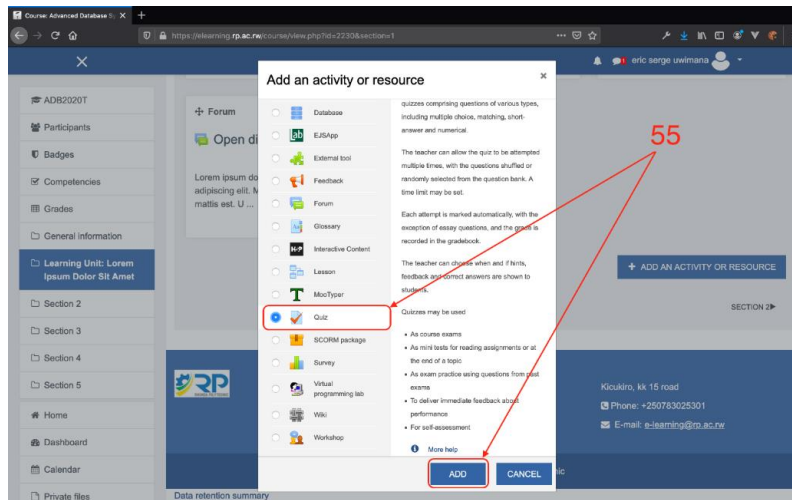 Course: Advanced Database Sy
https://elearning.rp.ac.rw/course/view.php?id=2230&section=1
eric serge uwimana
Add an activity or resource
ADB2020T
Participants
Badges
Competencies
Grades
General information
Learning Unit: Lorem
Ipsum Dolor Sit Amet
Section 2
Section 3
Section 4
Section 5
Home
Dashboard
Calendar
Private files
Forum
Open di
Lorem ipsum do
adipiscing elit. M
mattis est. U ...
Database
EJSApp
External tool
Feedback
Forum
Glossary
H-P
Interactive Content
Lesson
MooTyper
Quiz
SCORM package
Survey
Virtual
programming lab
Wiki
Workshop
quizzes comprising questions of various types,
including multiple choice, matching, short-
answer and numerical.
The teacher can allow the quiz to be attempted
multiple times, with the questions shuffled or
randomly selected from the question bank. A
time limit may be set.
Each attempt is marked automatically, with the
exception of essay questions, and the grade is
recorded in the gradebook.
The teacher can choose when and if hints,
feedback and correct answers are shown to
students.
Quizzes may be used
• As course exams
• As mini tests for reading assignments or at
the end of a topic
• As exam practice using questions from past
exams
• To deliver immediate feedback about
performance
• For self-assessment
More help
ADD
CANCEL
55
+ ADD AN ACTIVITY OR RESOURCE
SECTION 2▶
RP
Kicukiro, kk 15 road
Phone: +250783025301
E-mail: e-learning@rp.ac.rw
nic
Data retention summary